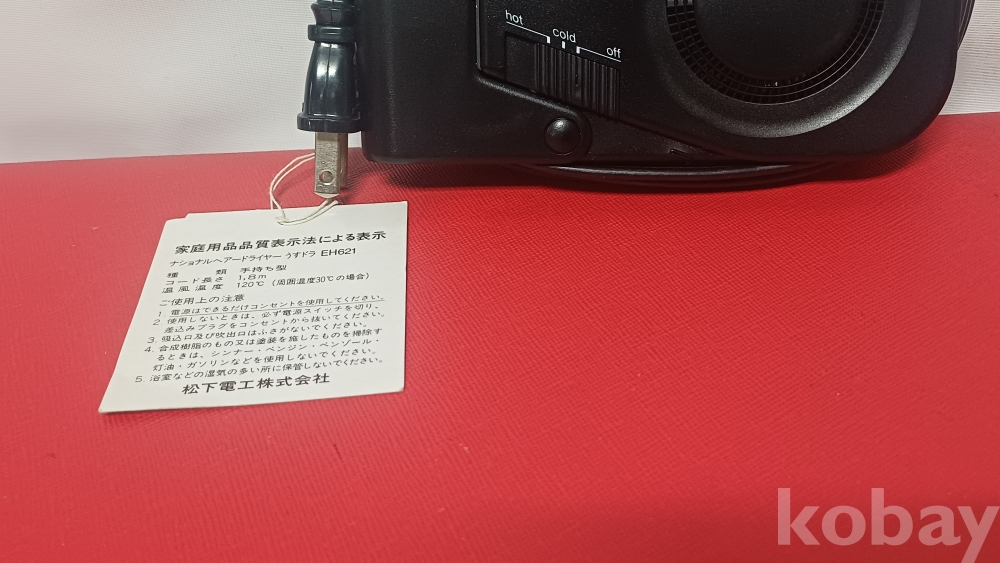 hot
cold
off
家庭用品品質表示法による表示
ナショナルヘアードライヤー うすドラ EH621
種 類 手持ち型
コード長さ 1.8m
温風温度 120℃ (周囲温度30℃の場合)
ご使用上の注意
1. 電源はできるだけコンセントを使用してください。
2 使用しないときは、必ず電源スイッチを切り、
差込みプラグをコンセントから抜いてください。
3. 吸込口及び吹出口はふさがないでください。
4. 合成樹脂のもの又は塗装を施したものを掃除す
るときは、シンナー・ベンジン・ベンゾール・
灯油・ガソリンなどを使用しないでください。
5. 浴室などの湿気の多い所に保管しないでください。
松下電工株式会社
kobay